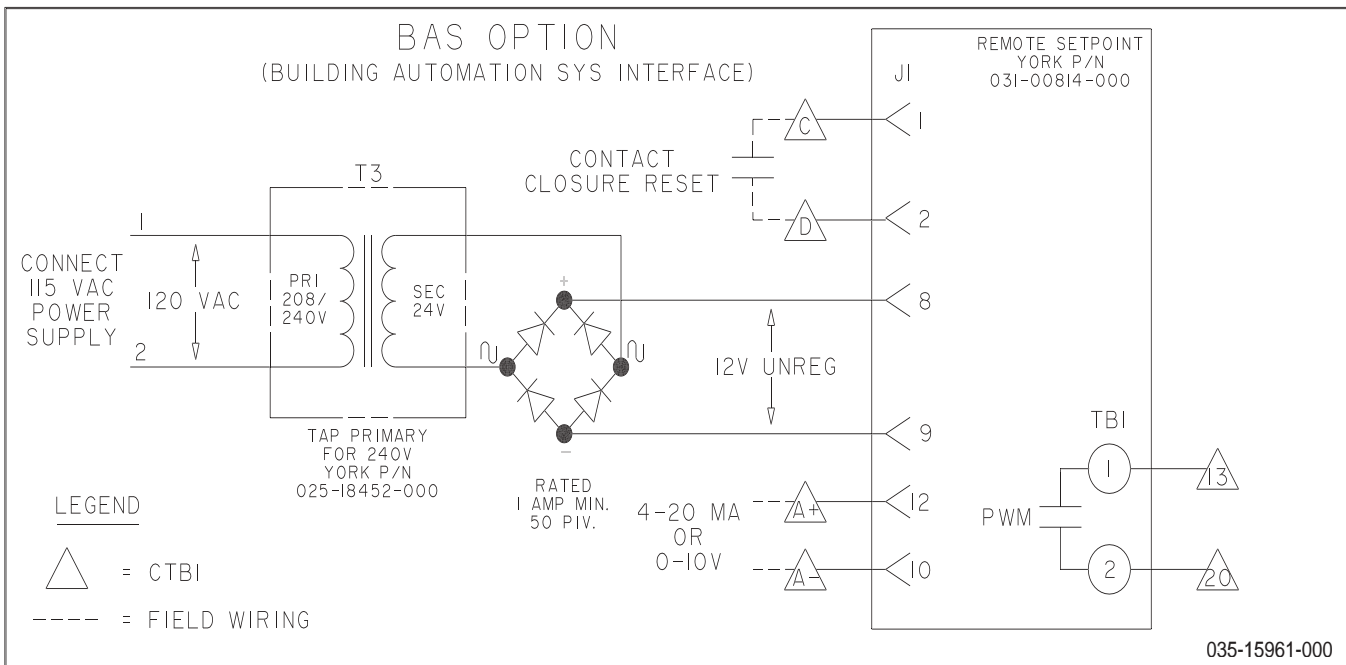 BAS OPTION
(BUILDING AUTOMATION SYS INTERFACE)
REMOTE SETPOINT
YORK P/N
031-00814-000
J1
C
1
CONTACT
CLOSURE RESET
D
2
T3
1
CONNECT
115 VAC
POWER
SUPPLY
120 VAC
2
PRI
208/
240V
SEC
24V
+
8
12V UNREG
9
-
TAP PRIMARY
FOR 240V
YORK P/N
025-18452-000
RATED
1 AMP MIN.
50 PIV.
4-20 MA
OR
0-10V
A+
12
A-
10
TB1
1
13
PWM
2
20
LEGEND
= CTB1
---- = FIELD WIRING
035-15961-000